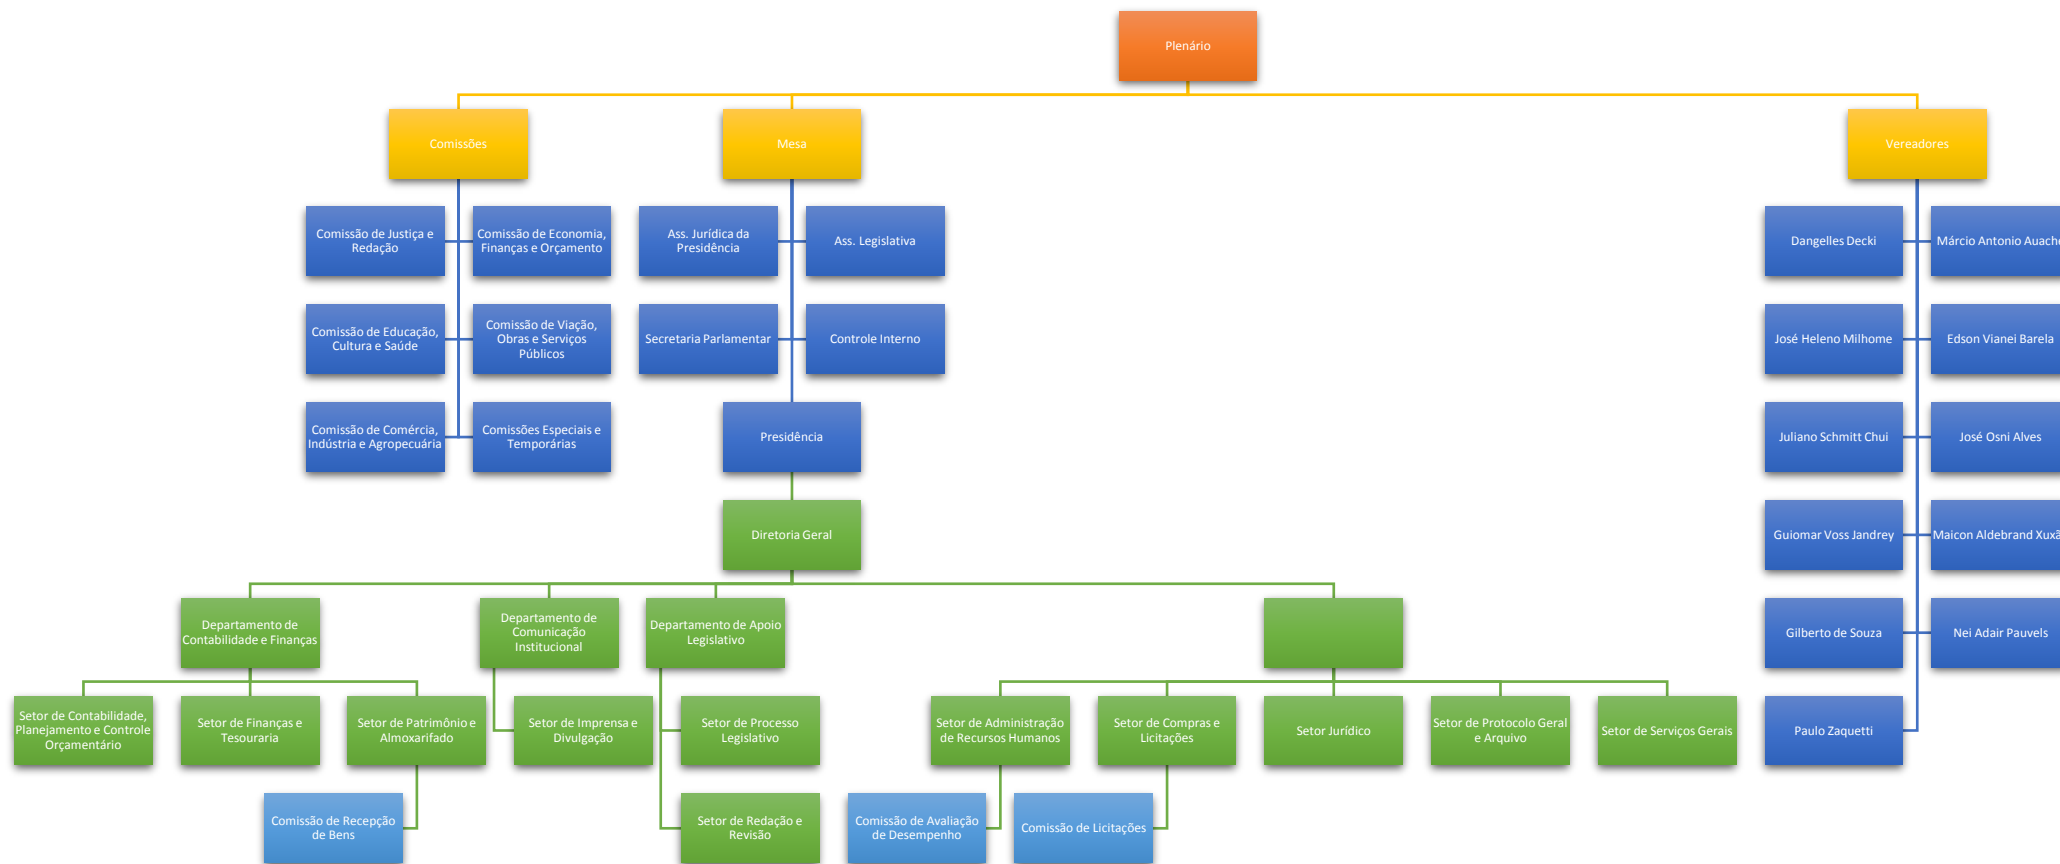 Plenário
Comissões
Mesa
Vereadores
Comissão de Justiça e
Redação
Comissão de Economia,
Finanças e Orçamento
Ass. Jurídica da
Presidência
Ass. Legislativa
Dangelles Decki
Márcio Antonio Auache
Comissão de Educação,
Cultura e Saúde
Comissão de Viação,
Obras e Serviços
Públicos
Secretaria Parlamentar
Controle Interno
José Heleno Milhome
Edson Vianei Barela
Comissão de Comércia,
Indústria e Agropecuária
Comissões Especiais e
Temporárias
Presidência
Juliano Schmitt Chui
José Osni Alves
Diretoria Geral
Guiomar Voss Jandrey
Maicon Aldebrand Xuxã
Departamento de
Contabilidade e Finanças
Departamento de
Comunicação
Institucional
Departamento de Apoio
Legislativo
Gilberto de Souza
Nei Adair Pauvels
Setor de Contabilidade,
Planejamento e Controle
Orçamentário
Setor de Finanças e
Tesouraria
Setor de Patrimônio e
Almoxarifado
Setor de Imprensa e
Divulgação
Setor de Processo
Legislativo
Setor de Administração
de Recursos Humanos
Setor de Compras e
Licitações
Setor Jurídico
Setor de Protocolo Geral
e Arquivo
Setor de Serviços Gerais
Paulo Zaquetti
Comissão de Recepção
de Bens
Setor de Redação e
Revisão
Comissão de Avaliação
de Desempenho
Comissão de Licitações